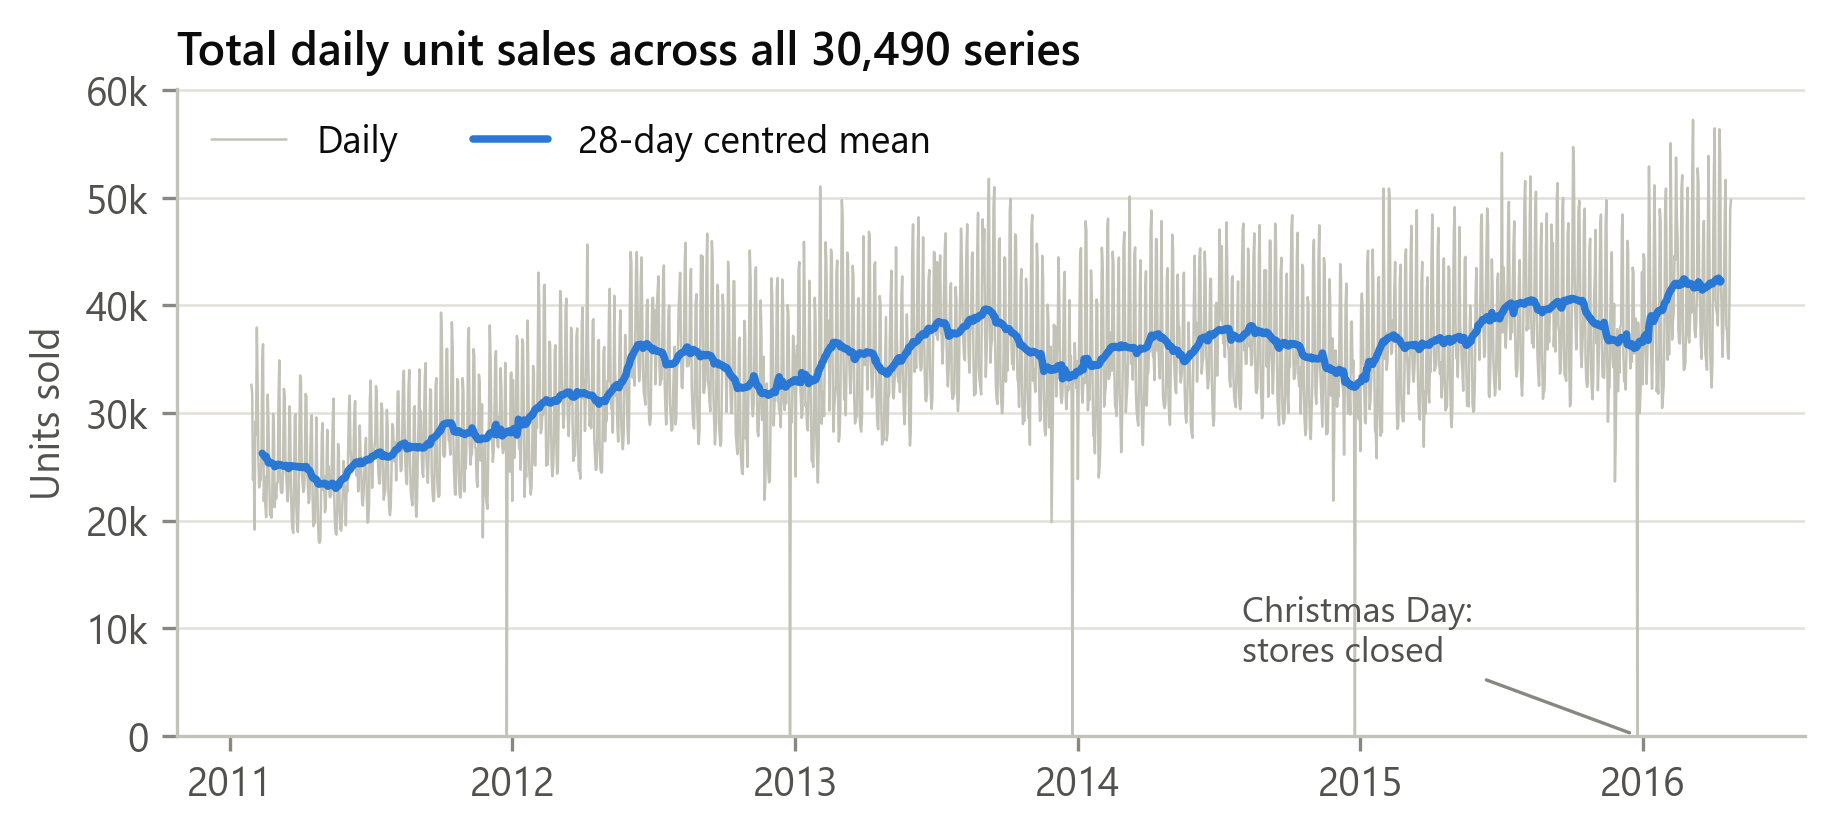 Total daily unit sales across all 30,490 series
60k
50k
40k
30k
20k
10k
0
Units sold
Daily
28-day centred mean
Christmas Day:
stores closed
2011
2012
2013
2014
2015
2016